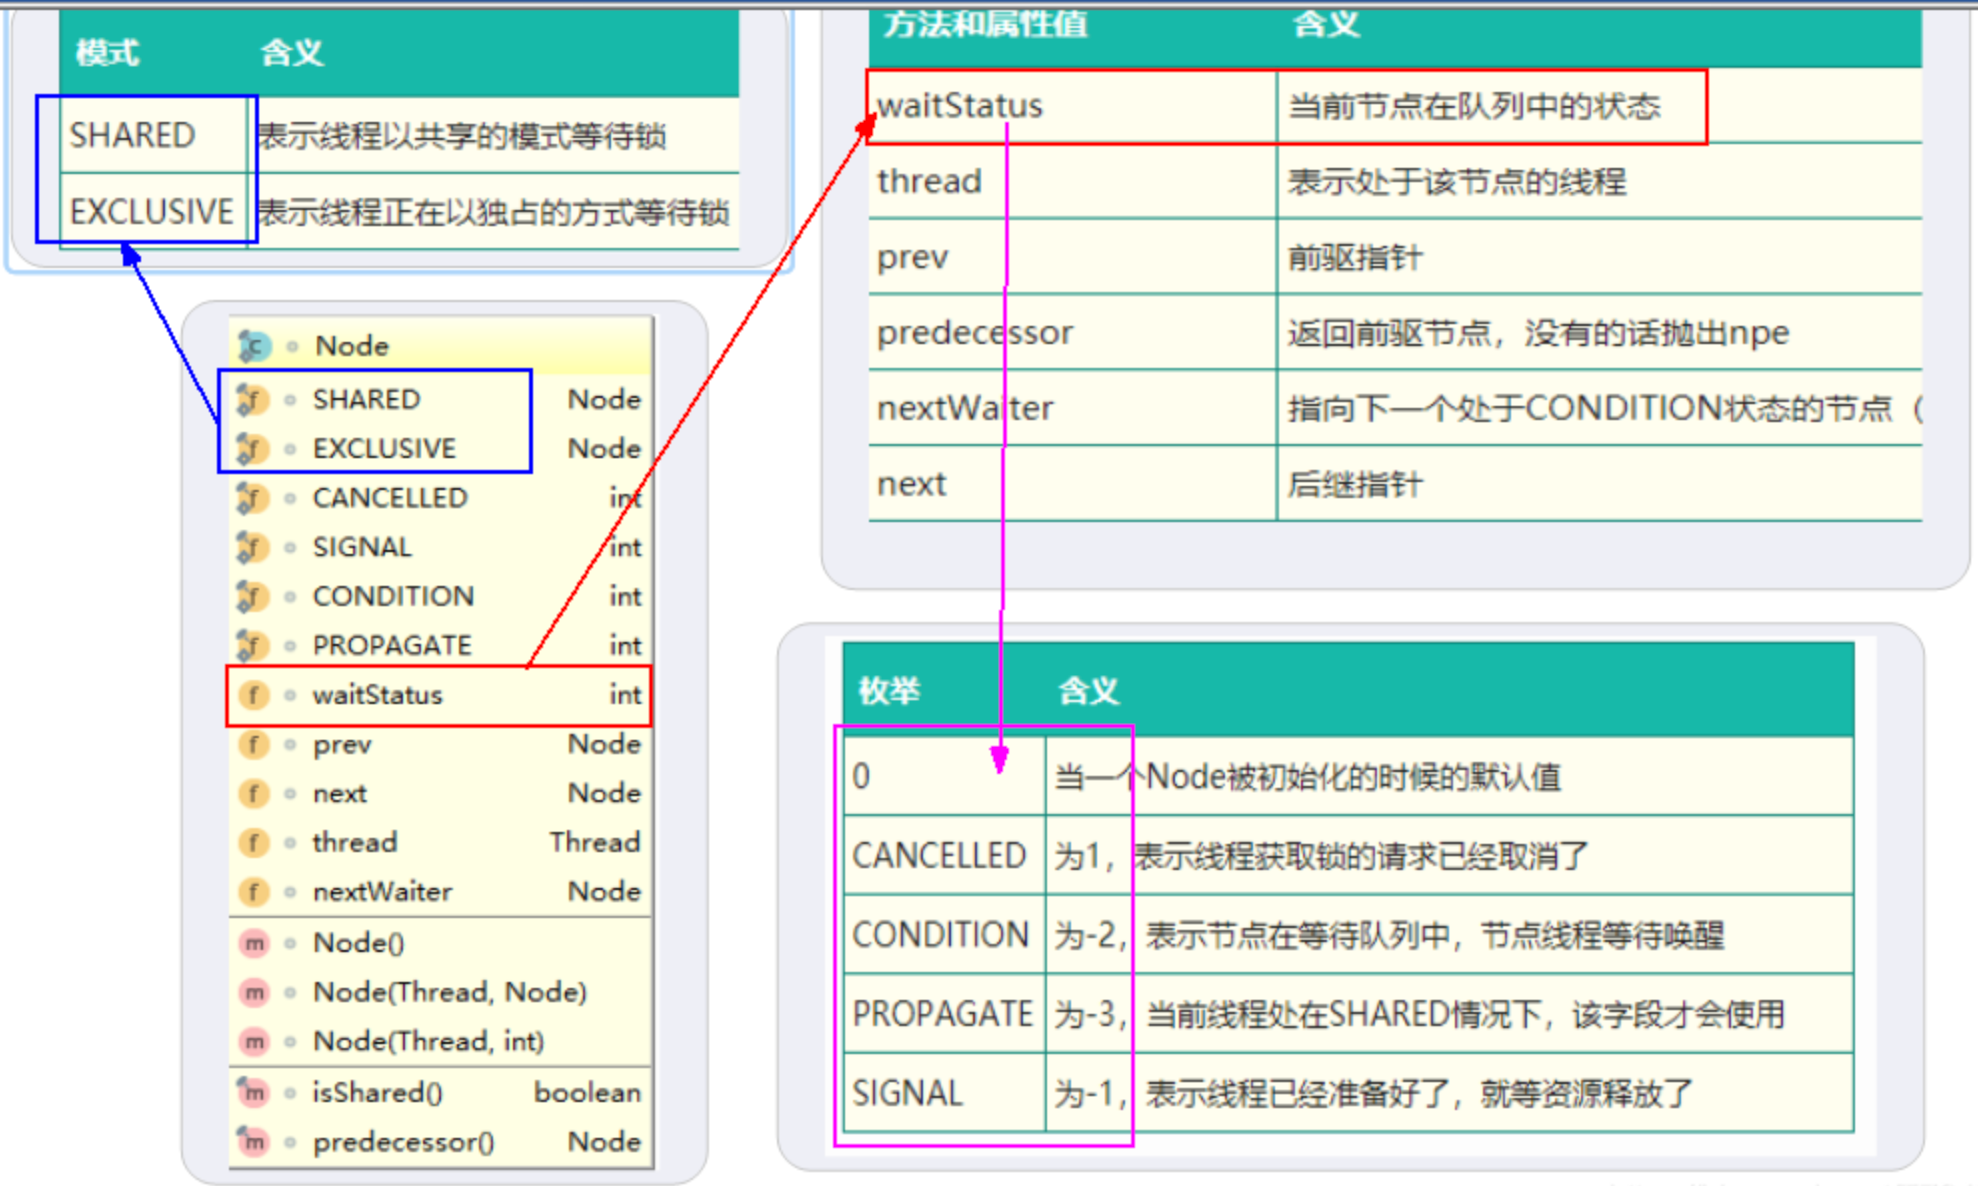 模式 含义
SHARED 表示线程以共享的模式等待锁
EXCLUSIVE 表示线程正在以独占的方式等待锁
方法和属性值 含义
waitStatus 当前节点在队列中的状态
thread 表示处于该节点的线程
prev 前驱指针
predecessor 返回前驱节点，没有的话抛出npe
nextWaiter 指向下一个处于CONDITION状态的节点（
next 后继指针
Node
SHARED Node
EXCLUSIVE Node
CANCELLED int
SIGNAL int
CONDITION int
PROPAGATE int
waitStatus int
prev Node
next Node
thread Thread
nextWaiter Node
Node()
Node(Thread, Node)
Node(Thread, int)
isShared() boolean
predecessor() Node
枚举 含义
0 当一个Node被初始化的时候的默认值
CANCELLED 为1，表示线程获取锁的请求已经取消了
CONDITION 为-2，表示节点在等待队列中，节点线程等待唤醒
PROPAGATE 为-3，当前线程处在SHARED情况下，该字段才会使用
SIGNAL 为-1，表示线程已经准备好了，就等资源释放了